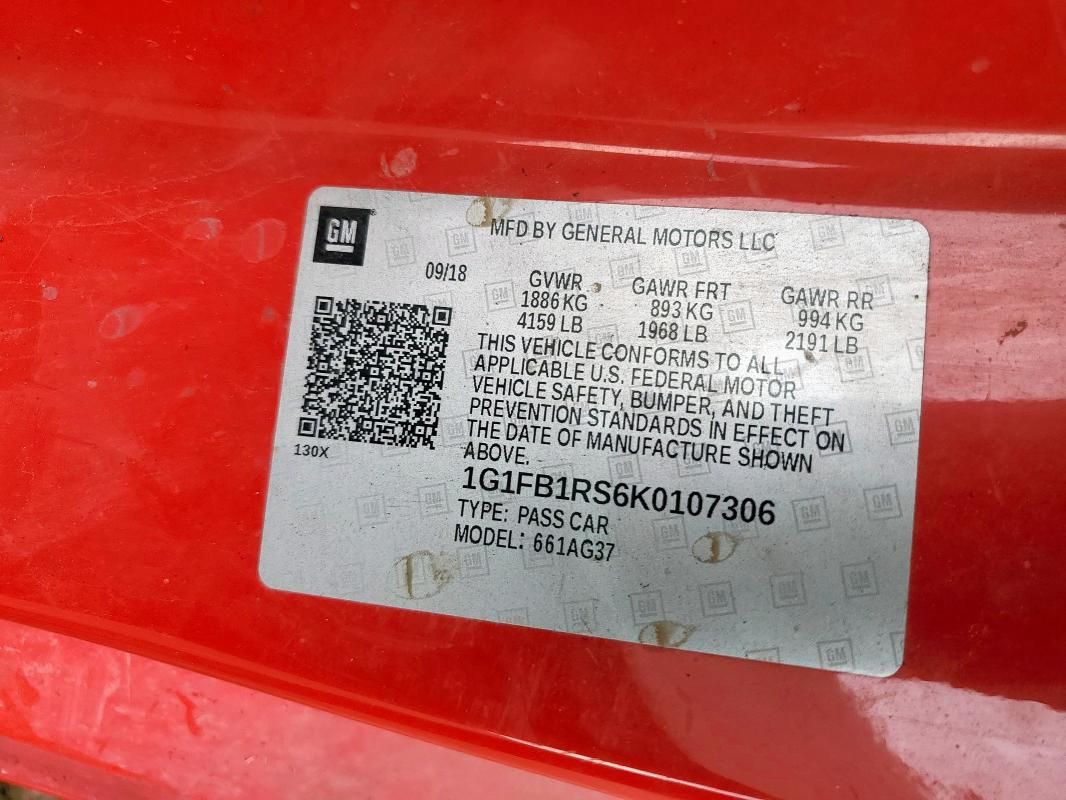 GM
MFD BY GENERAL MOTORS LLC
09/18
GVWR
1886 KG
4159 LB
GAWR FRT
893 KG
1968 LB
GAWR RR
994 KG
2191 LB
THIS VEHICLE CONFORMS TO ALL
APPLICABLE U.S. FEDERAL MOTOR
VEHICLE SAFETY, BUMPER, AND THEFT
PREVENTION STANDARDS IN EFFECT ON
THE DATE OF MANUFACTURE SHOWN
ABOVE.
130X
1G1FB1RS6K0107306
TYPE: PASS CAR
MODEL: 661AG37